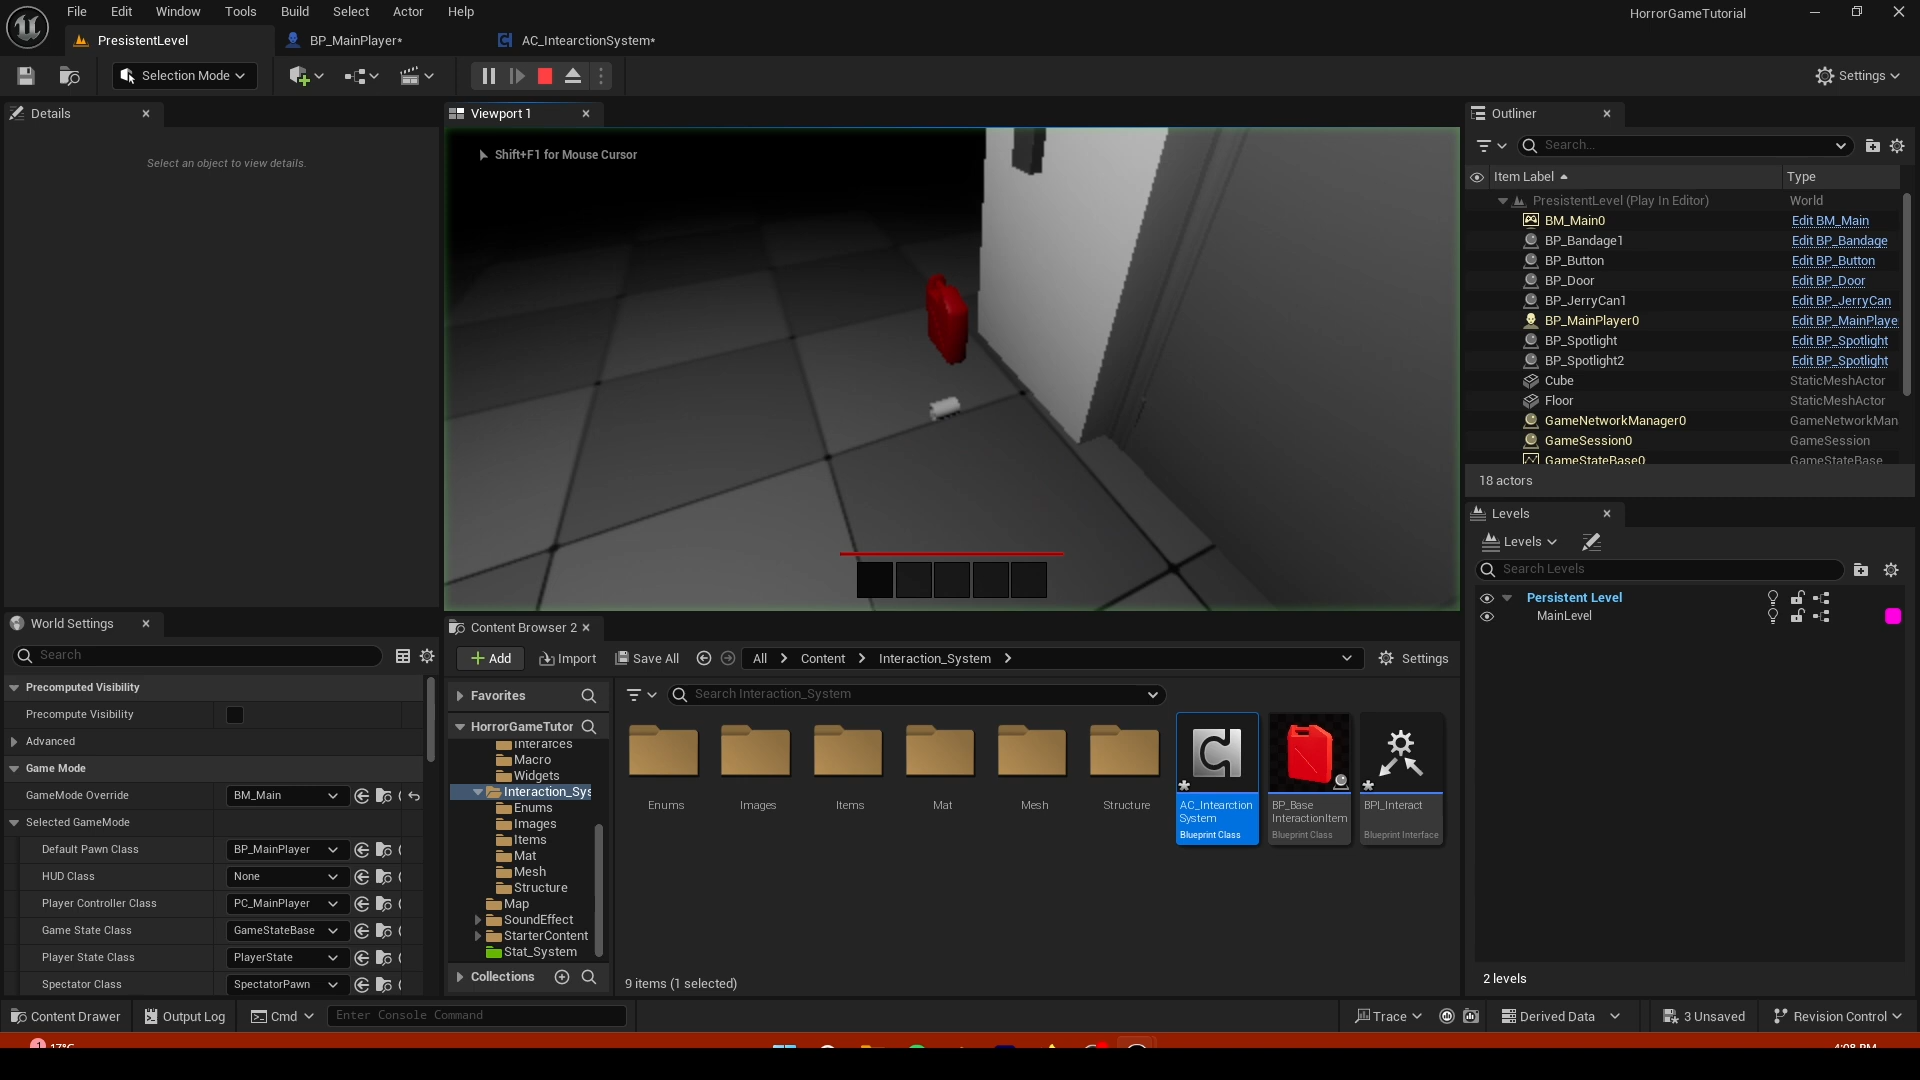 File Edit Window Tools Build Select Actor Help
HorrorGameTutorial
PresistentLevel
BP_MainPlayer*
AC_IntearctionSystem*
Selection Mode
Settings
Details
Select an object to view details.
Viewport 1
Shift+F1 for Mouse Cursor
Outliner
Search...
Item Label
Type
PresistentLevel (Play In Editor) World
BM_Main0 Edit BM_Main
BP_Bandage1 Edit BP_Bandage
BP_Button Edit BP_Button
BP_Door Edit BP_Door
BP_JerryCan1 Edit BP_JerryCan
BP_MainPlayer0 Edit BP_MainPlaye
BP_Spotlight Edit BP_Spotlight
BP_Spotlight2 Edit BP_Spotlight
Cube StaticMeshActor
Floor StaticMeshActor
GameNetworkManager0 GameNetworkMan
GameSession0 GameSession
GameStateBase0 GameStateBase
18 actors
Levels
Levels
Search Levels
Persistent Level
MainLevel
2 levels
World Settings
Search
Precomputed Visibility
Precompute Visibility
Advanced
Game Mode
GameMode Override BM_Main
Selected GameMode
Default Pawn Class BP_MainPlayer
HUD Class None
Player Controller Class PC_MainPlayer
Game State Class GameStateBase
Player State Class PlayerState
Spectator Class SpectatorPawn
Content Browser 2
Add Import Save All All Content Interaction_System
Settings
Favorites
Search Interaction_System
HorrorGameTutor
Interafces
Macro
Widgets
Interaction_Sys
Enums
Images
Items
Mat
Mesh
Structure
Map
SoundEffect
StarterContent
Stat_System
Collections
Enums
Images
Items
Mat
Mesh
Structure
AC_Intearction
System
Blueprint Class
BP_Base
InteractionItem
Blueprint Class
BPI_Interact
Blueprint Interface
9 items (1 selected)
Content Drawer Output Log Cmd Enter Console Command
Trace Derived Data 3 Unsaved Revision Control
1 17°C
4:08 PM